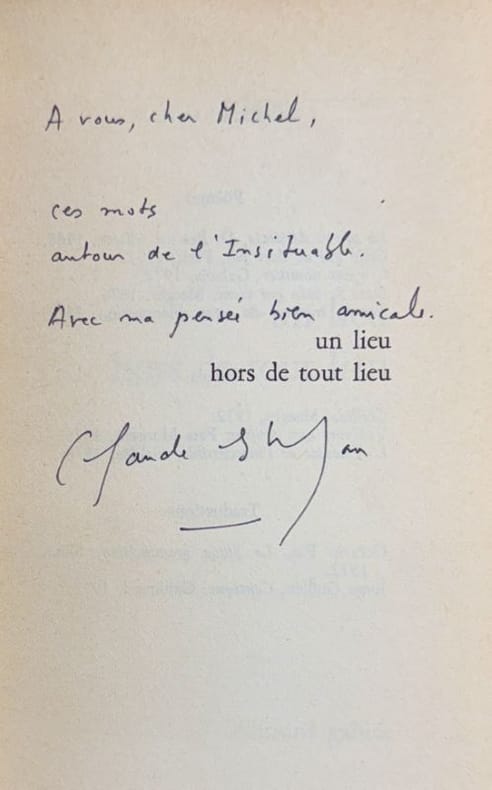 A vous, cher Michel,
ces mots
autour de l'Insituable.
Avec ma pensée bien amicale.
un lieu
hors de tout lieu
Claude